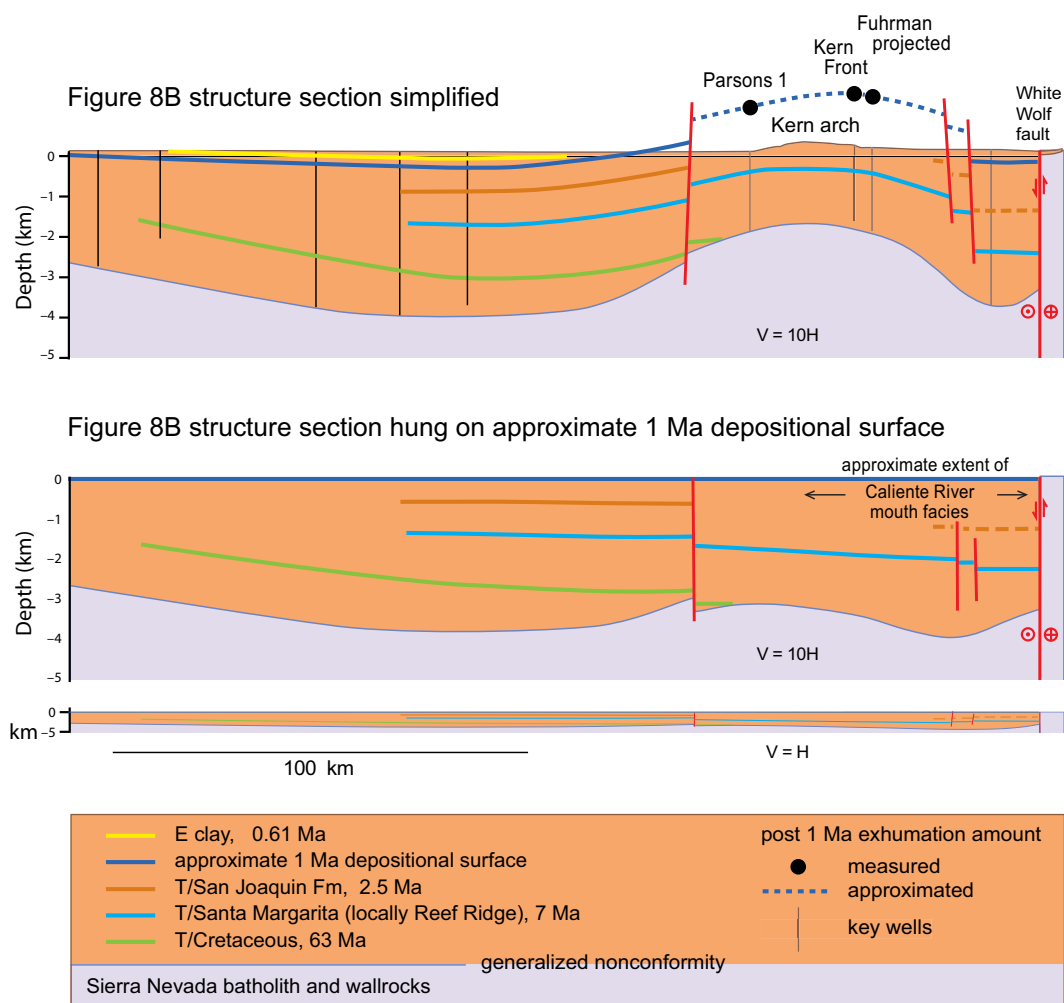 Fuhrman
projected
Kern
Front
Parsons 1
White
Wolf
fault
Figure 8B structure section simplified
Kern arch
0
−1
−2
−3
−4
−5
Depth (km)
V = 10H
Figure 8B structure section hung on approximate 1 Ma depositional surface
approximate extent of
Caliente River
mouth facies
0
−1
−2
−3
−4
−5
Depth (km)
V = 10H
0
−5
km
100 km
V = H
E clay, 0.61 Ma
approximate 1 Ma depositional surface
T/San Joaquin Fm, 2.5 Ma
T/Santa Margarita (locally Reef Ridge), 7 Ma
T/Cretaceous, 63 Ma
post 1 Ma exhumation amount
measured
approximated
key wells
generalized nonconformity
Sierra Nevada batholith and wallrocks